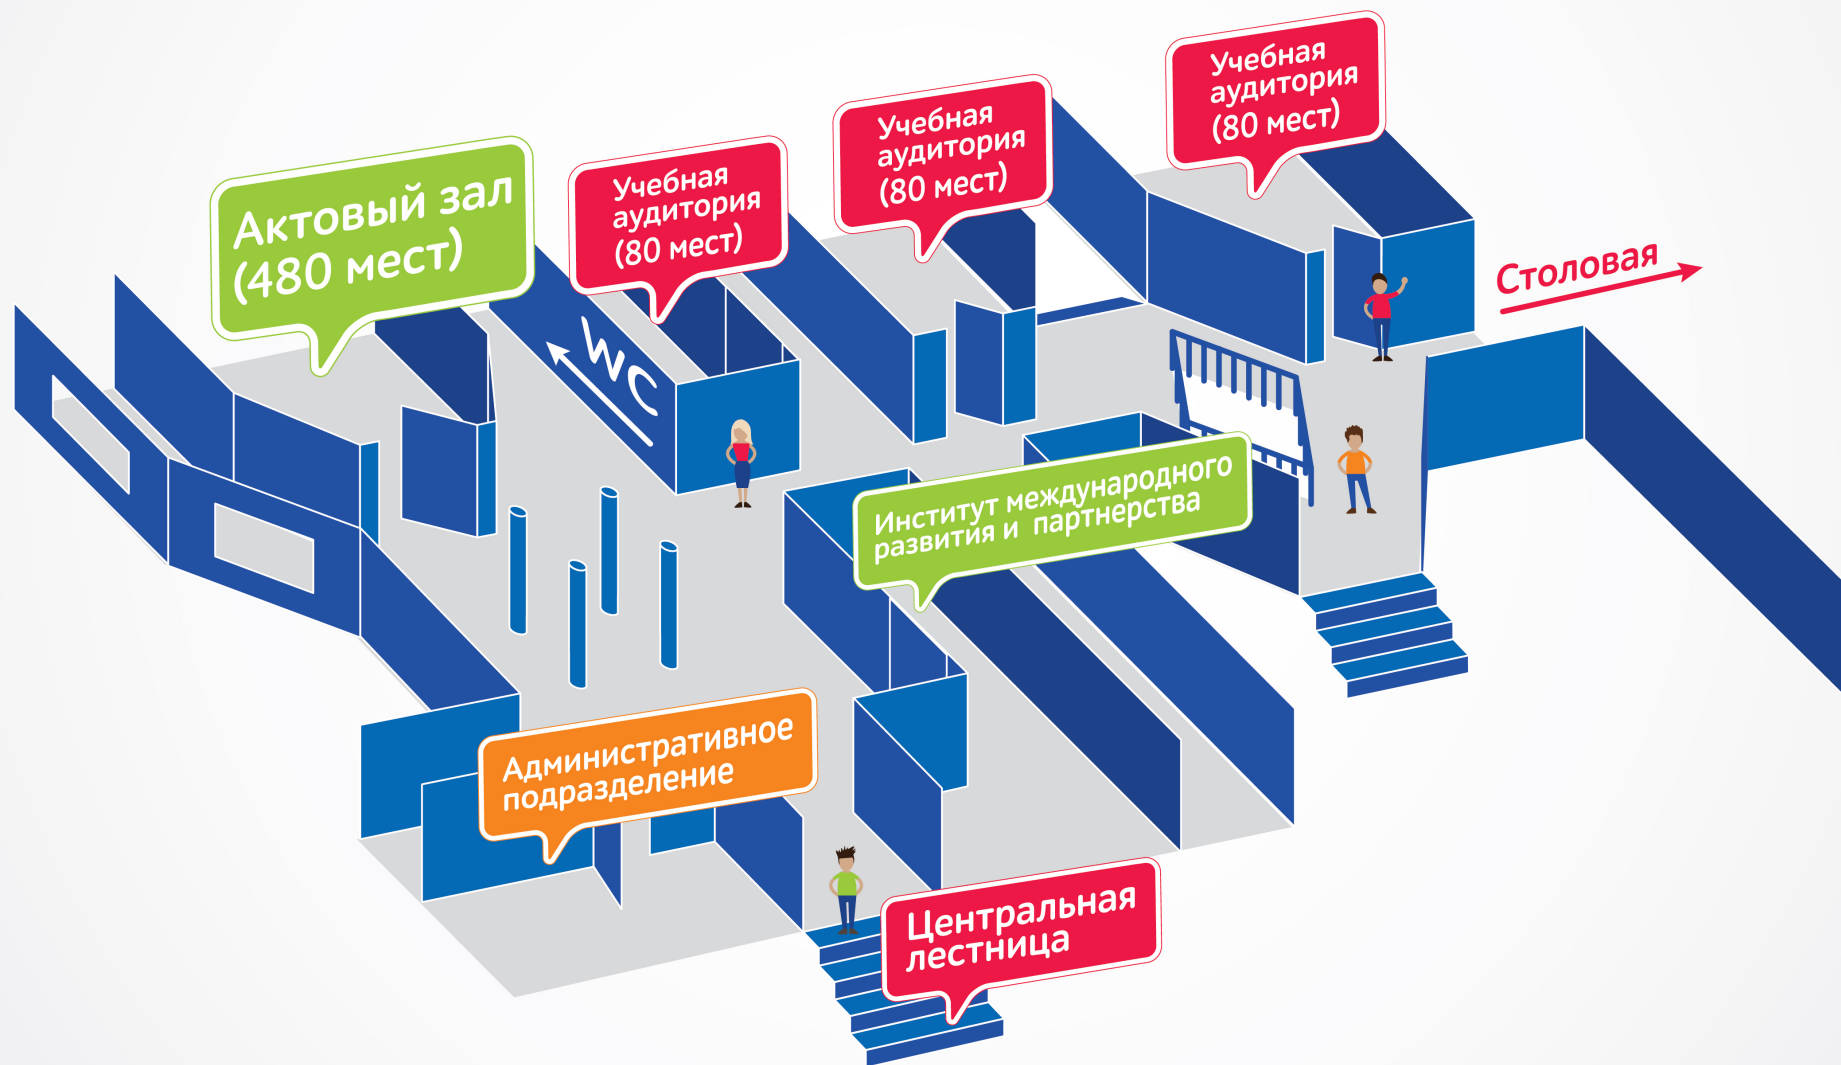 Актовый зал
(480 мест)
Учебная
аудитория
(80 мест)
Учебная
аудитория
(80 мест)
Учебная
аудитория
(80 мест)
Столовая
WC
Институт международного
развития и партнерства
Административное
подразделение
Центральная
лестница